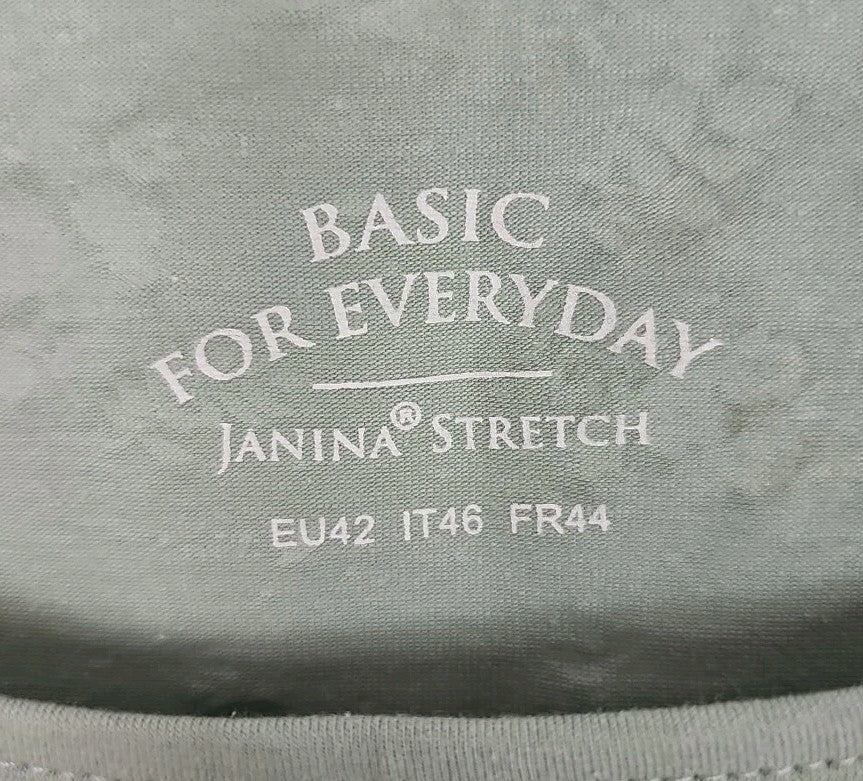 BASIC
FOR EVERYDAY
JANINA® STRETCH
EU42 IT46 FR44